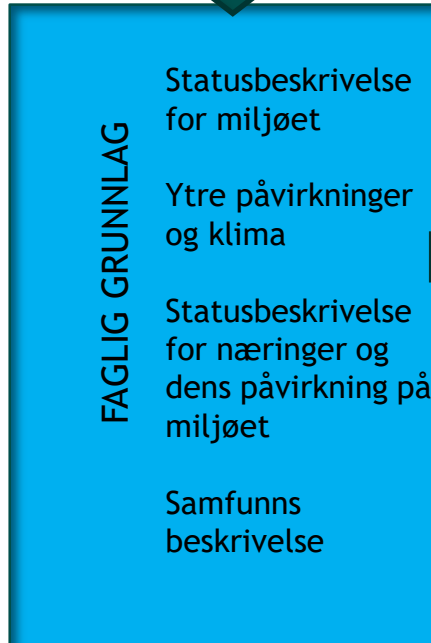 FAGLIG GRUNNLAG
Statusbeskrivelse
for miljøet
Ytre påvirkninger
og klima
Statusbeskrivelse
for næringer og
dens påvirkning på
miljøet
Samfunns
beskrivelse